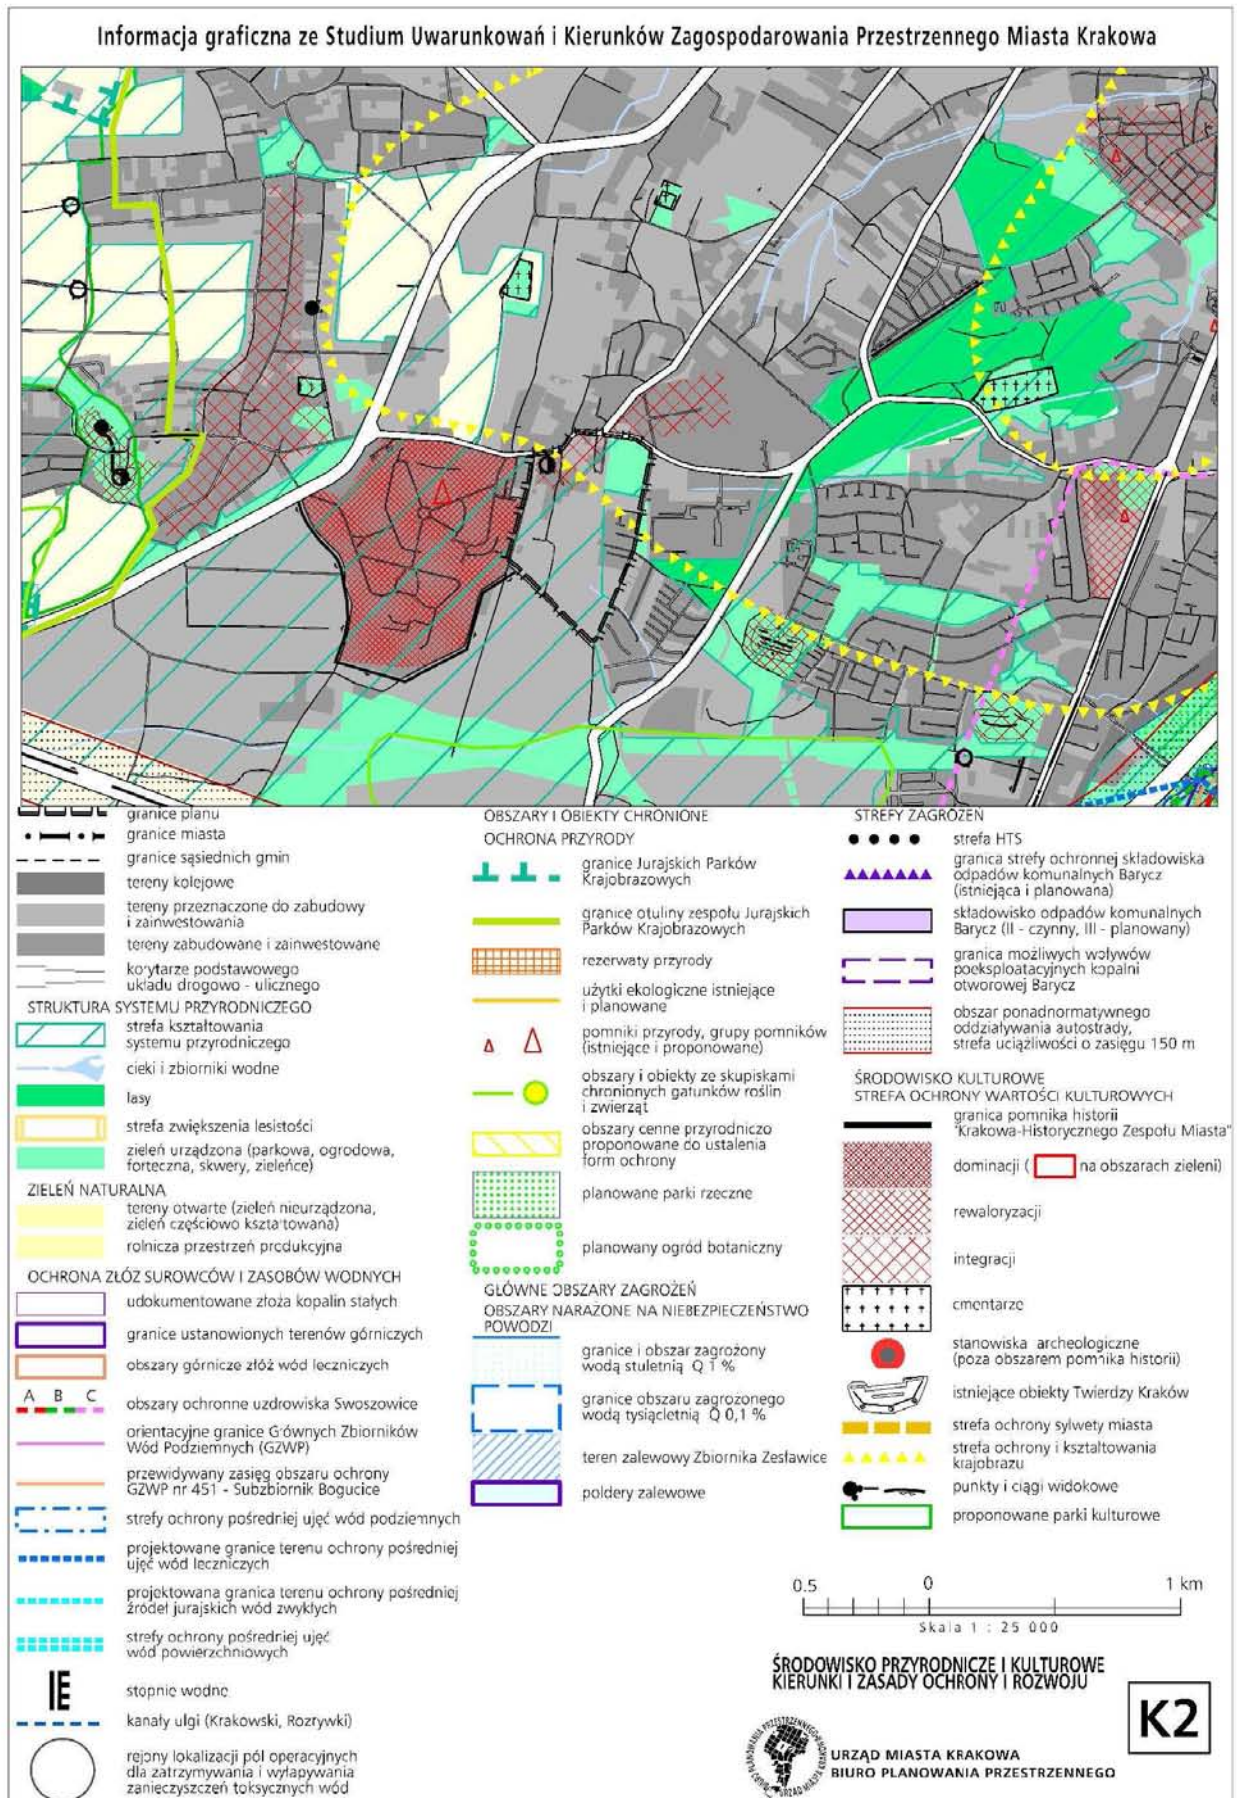 Informacja graficzna ze Studium Uwarunkowań i Kierunków Zagospodarowania Przestrzennego Miasta Krakowa
granice planu
granice miasta
granice sąsiednich gmin
tereny kolejowe
tereny przeznaczone do zabudowy
i zainwestowania
tereny zabudowane i zainwestowane
korytarze podstawowego
układu drogowo - ulicznego
STRUKTURA SYSTEMU PRZYRODNICZEGO
strefa kształtowania
systemu przyrodniczego
cieki i zbiorniki wodne
lasy
strefa zwiększenia lesistości
zieleń urządzona (parkowa, ogrodowa,
forteczna, skwery, zieleńce)
ZIELEŃ NATURALNA
tereny otwarte (zieleń nieurządzona,
zieleń częściowo kształtowana)
rolnicza przestrzeń produkcyjna
OCHRONA ZŁÓŻ SUROWCÓW I ZASOBÓW WODNYCH
udokumentowane złoża kopalin stałych
granice ustanowionych terenów górniczych
obszary górnicze złóż wód leczniczych
A B C
obszary ochronne uzdrowiska Swoszowice
orientacyjne granice Głównych Zbiorników
Wód Podziemnych (GZWP)
przewidywany zasięg obszaru ochrony
GZWP nr 451 - Subzbiornik Bogucice
strefy ochrony pośredniej ujęć wód podziemnych
projektowane granice terenu ochrony pośredniej
ujęć wód leczniczych
projektowana granica terenu ochrony pośredniej
źródeł jurajskich wód zwykłych
strefy ochrony pośredniej ujęć
wód powierzchniowych
stopnie wodne
kanały ulgi (Krakowski, Rozrywki)
rejony lokalizacji pól operacyjnych
dla zatrzymywania i wyłapywania
zanieczyszczeń toksycznych wód
OBSZARY I OBIEKTY CHRONIONE
OCHRONA PRZYRODY
granice Jurajskich Parków
Krajobrazowych
granice otuliny zespołu Jurajskich
Parków Krajobrazowych
rezerwaty przyrody
użytki ekologiczne istniejące
i planowane
pomniki przyrody, grupy pomników
(istniejące i proponowane)
obszary i obiekty ze skupiskami
chronionych gatunków roślin
i zwierząt
obszary cenne przyrodniczo
proponowane do ustalenia
form ochrony
planowane parki rzeczne
planowany ogród botaniczny
GŁÓWNE OBSZARY ZAGROŻEŃ
OBSZARY NARAŻONE NA NIEBEZPIECZEŃSTWO
POWODZI
granice i obszar zagrożony
wodą stuletnią Q 1 %
granice obszaru zagrożonego
wodą tysiącletnią Q 0,1 %
teren zalewowy Zbiornika Zesławice
poldery zalewowe
STREFY ZAGROŻEŃ
strefa HTS
granica strefy ochronnej składowiska
odpadów komunalnych Barycz
(istniejąca i planowana)
składowisko odpadów komunalnych
Barycz (II - czynny, III - planowany)
granica możliwych wpływów
poeksploatacyjnych kopalni
otworowej Barycz
obszar ponadnormatywnego
oddziaływania autostrady,
strefa uciążliwości o zasięgu 150 m
ŚRODOWISKO KULTUROWE
STREFA OCHRONY WARTOŚCI KULTUROWYCH
granica pomnika historii
"Krakowa-Historycznego Zespołu Miasta"
dominacji ( na obszarach zieleni)
rewaloryzacji
integracji
cmentarze
stanowiska archeologiczne
(poza obszarem pomnika historii)
istniejące obiekty Twierdzy Kraków
strefa ochrony sylwety miasta
strefa ochrony i kształtowania
krajobrazu
punkty i ciągi widokowe
proponowane parki kulturowe
0.5 0 1 km
Skala 1 : 25 000
ŚRODOWISKO PRZYRODNICZE I KULTUROWE
KIERUNKI I ZASADY OCHRONY I ROZWOJU
K2
URZĄD MIASTA KRAKOWA
BIURO PLANOWANIA PRZESTRZENNEGO